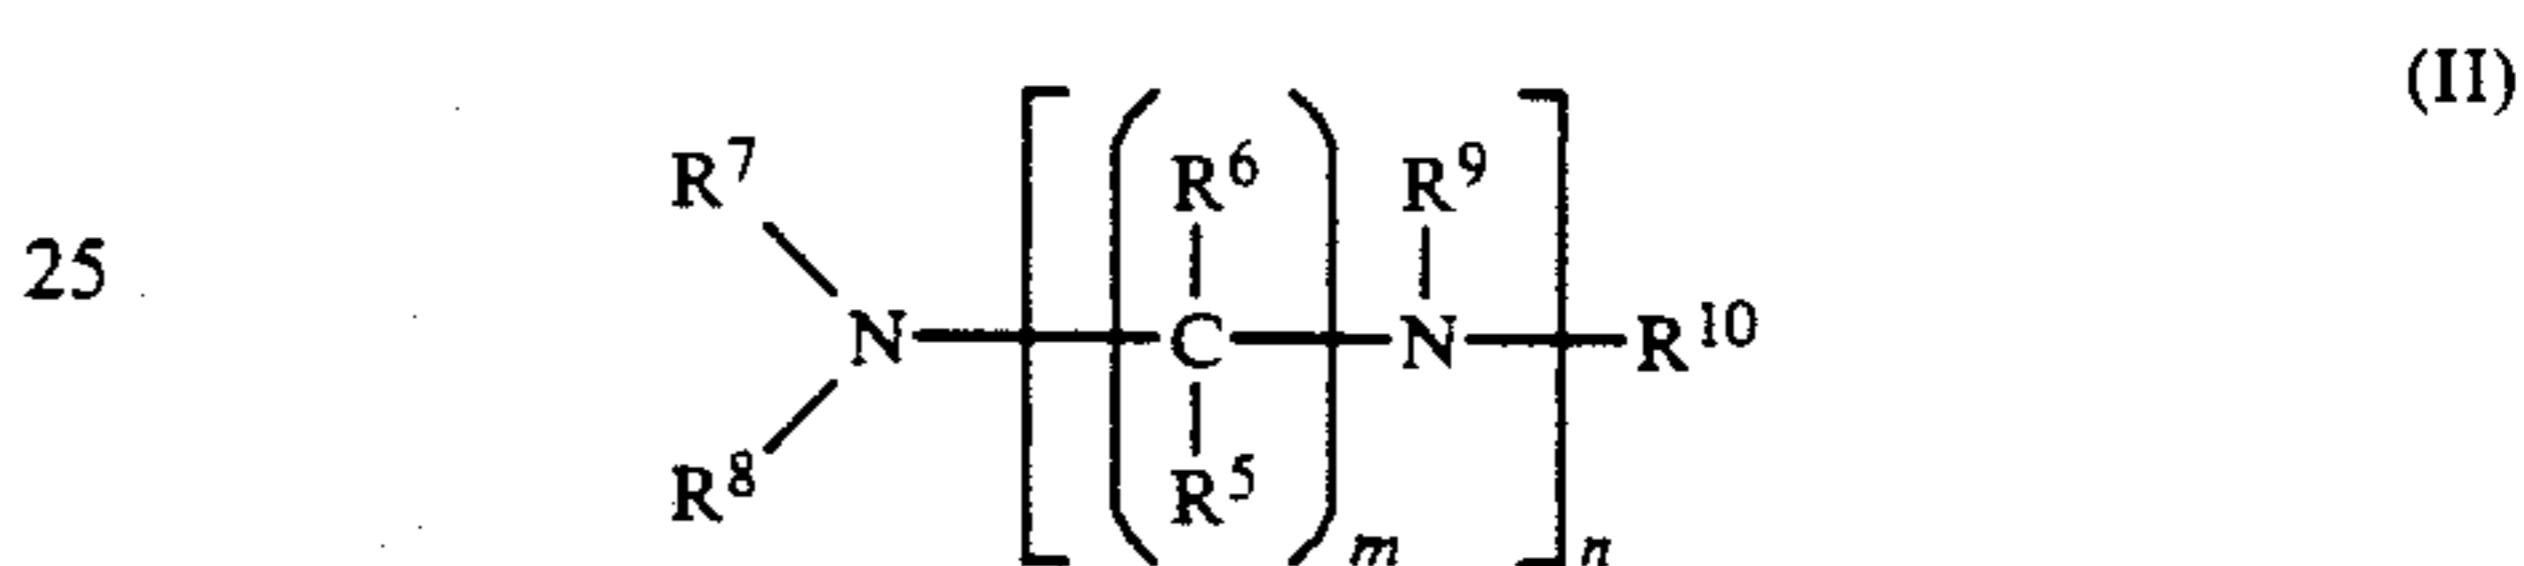 (II)
R⁷ R⁶ R⁹
25
N C N R¹⁰
R⁸ R⁵
m n